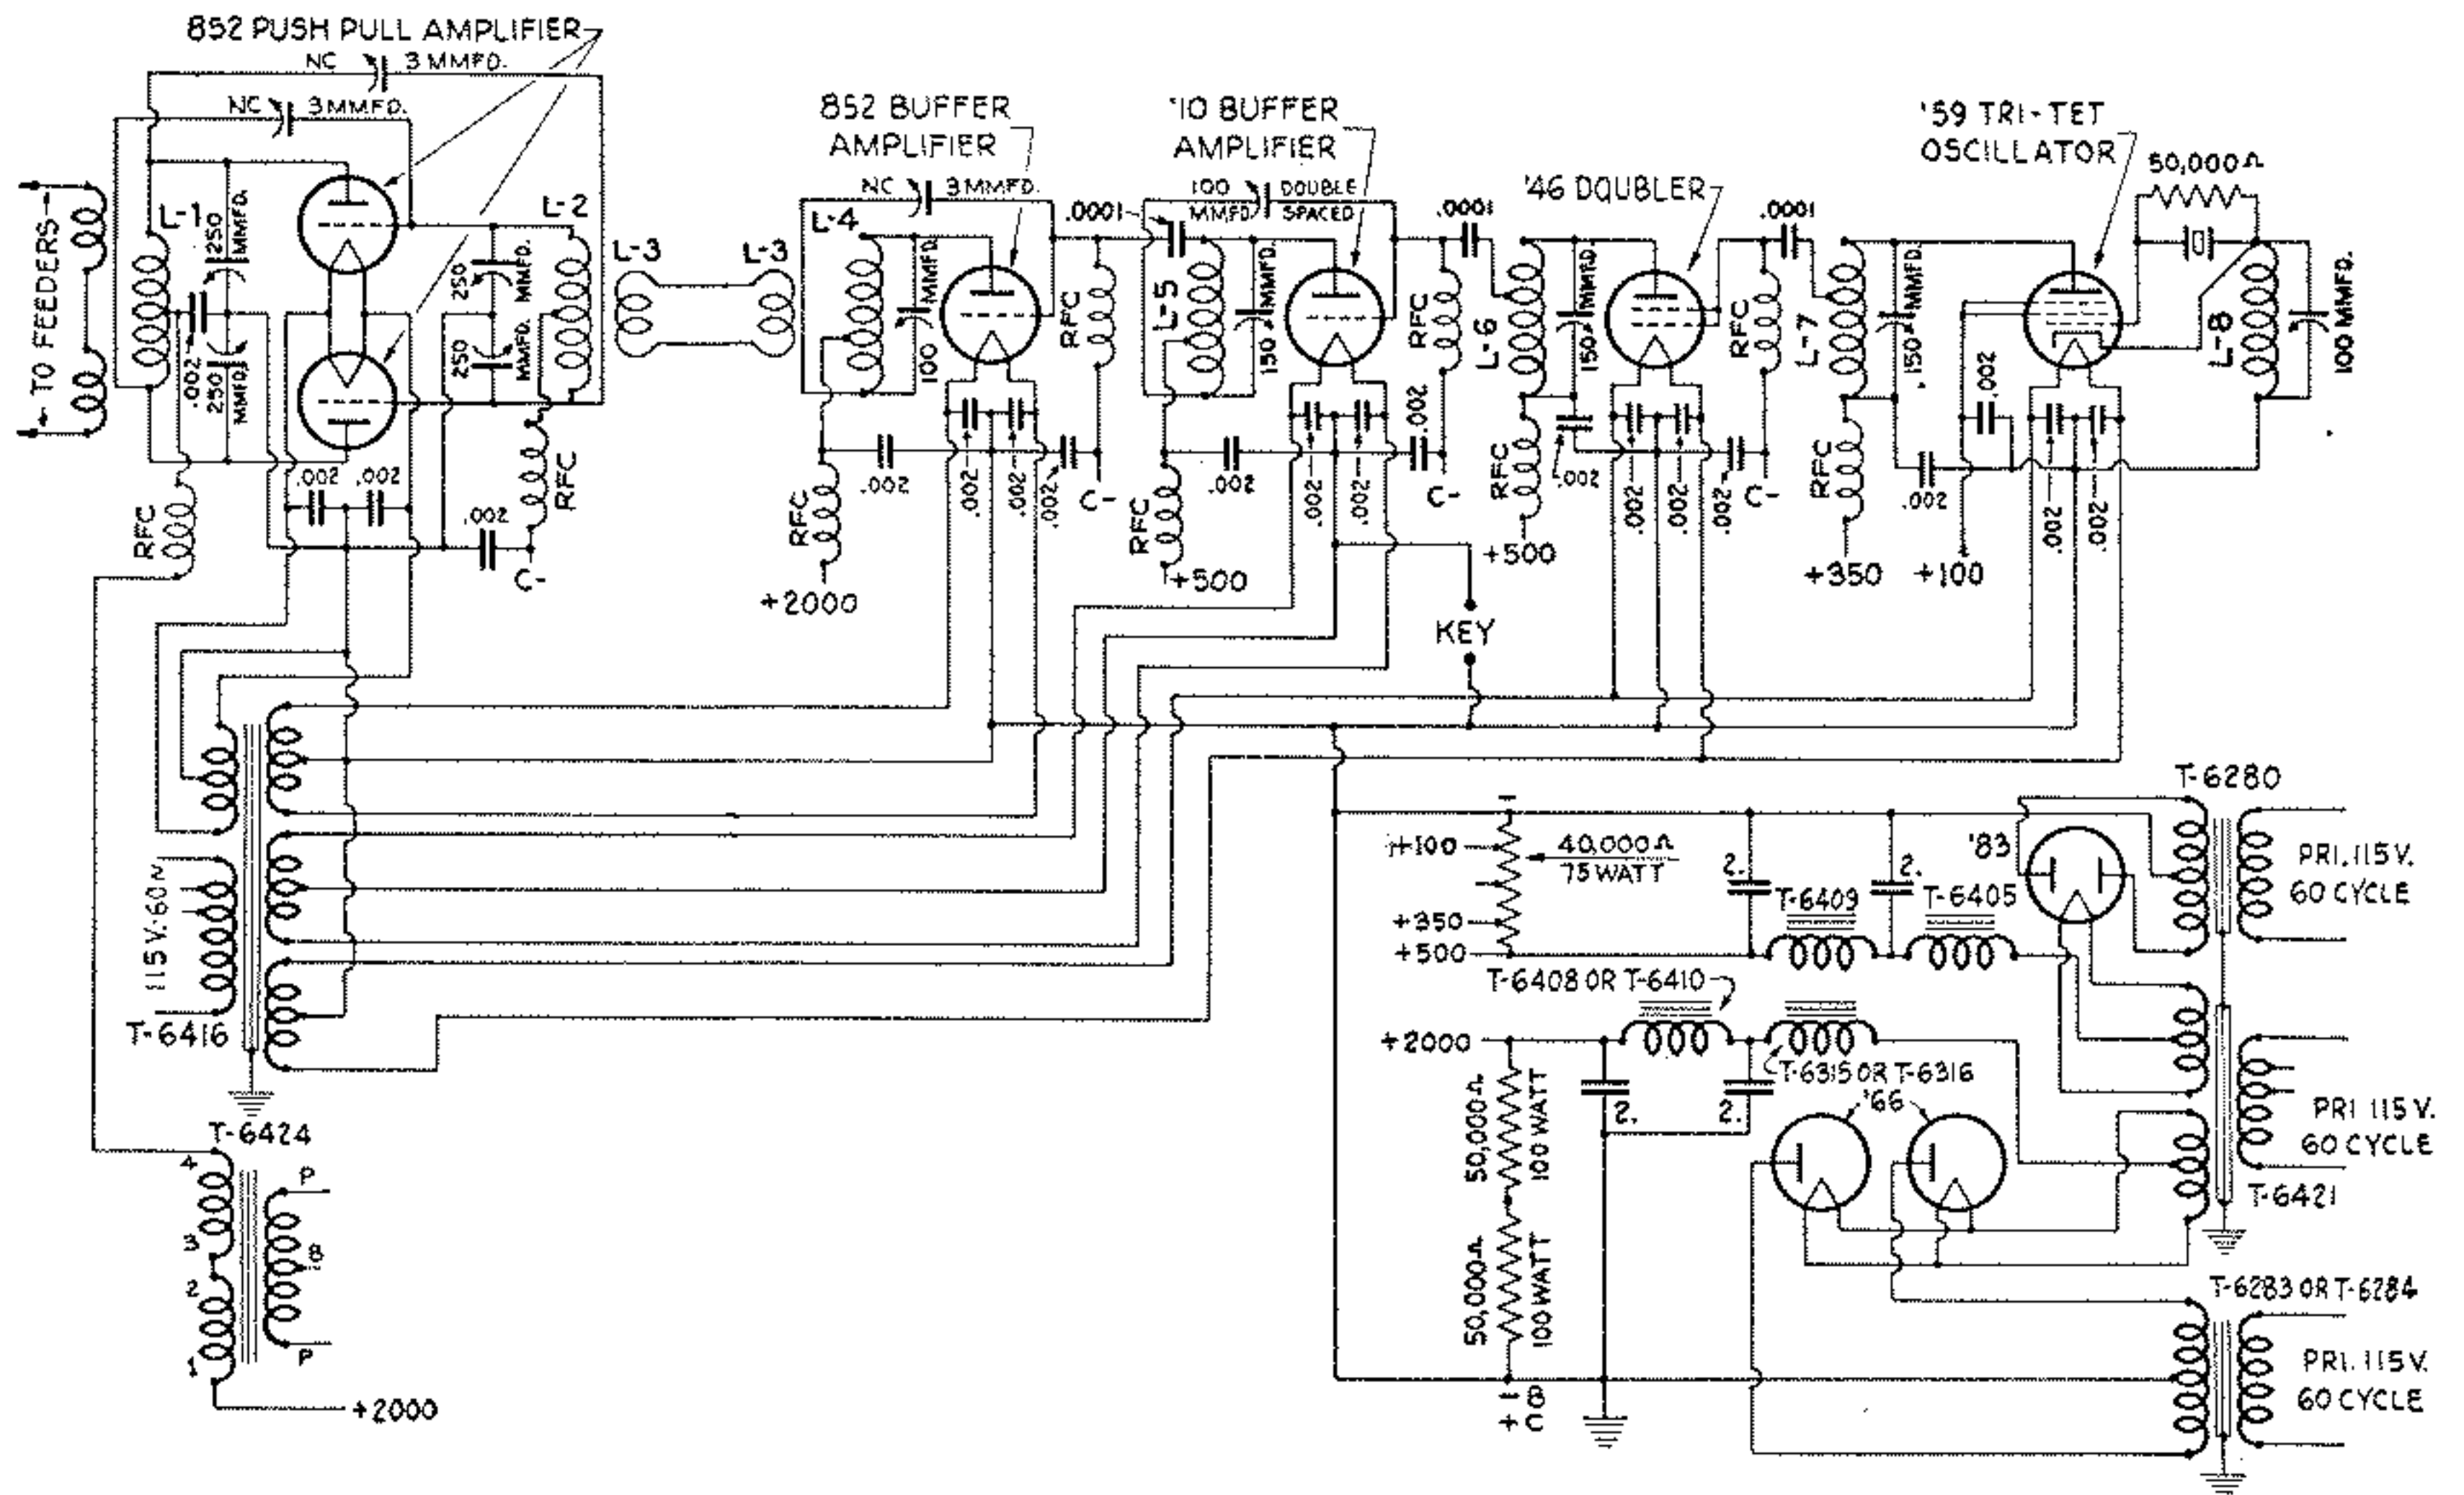 852 PUSH PULL AMPLIFIER
NC 3 MMFD.
NC 3 MMFD.
852 BUFFER
AMPLIFIER
'10 BUFFER
AMPLIFIER
'59 TRI-TET
OSCILLATOR
50,000Ω
'46 DOUBLER
NC 3 MMFD.
100 MMFD. DOUBLE SPACED
.0001
.0001
.0001
← TO FEEDERS →
L-1
250 MMFD.
250 MMFD.
.002
250 MMFD.
250 MMFD.
L-2
L-3
L-3
L-4
100 MMFD.
RFC
L-5
150 MMFD.
RFC
L-6
150 MMFD.
RFC
L-7
.150 MMFD.
L-8
100 MMFD.
.002
.002
.002
RFC
RFC
C-
.002
.002
.002
.002
C-
RFC
+2000
.002
.002
.002
.002
C-
RFC
+500
.002
.002
.002
.002
C-
RFC
+500
.002
.002
.002
.002
RFC
+350
+100
KEY
115 V. 60~
T-6416
T-6280
-
+100
40,000Ω
75 WATT
+350
+500
2.
2.
T-6409
T-6405
'83
PRI. 115 V.
60 CYCLE
T-6408 OR T-6410
+2000
T-6315 OR T-6316
2.
2.
'66
50,000Ω
100 WATT
50,000Ω
100 WATT
PRI 115 V.
60 CYCLE
T-6421
T-6424
4
3
2
1
P
B
P
+2000
T-6283 OR T-6284
PRI. 115 V.
60 CYCLE
- B
+ C